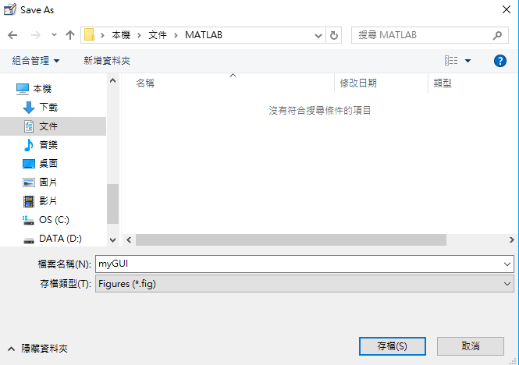 Save As
本機 › 文件 › MATLAB
搜尋 MATLAB
組合管理 新增資料夾
名稱 修改日期 類型
沒有符合搜尋條件的項目
本機
下載
文件
音樂
桌面
圖片
影片
OS (C:)
DATA (D:)
檔案名稱(N): myGUI
存檔類型(T): Figures (*.fig)
隱藏資料夾 存檔(S) 取消